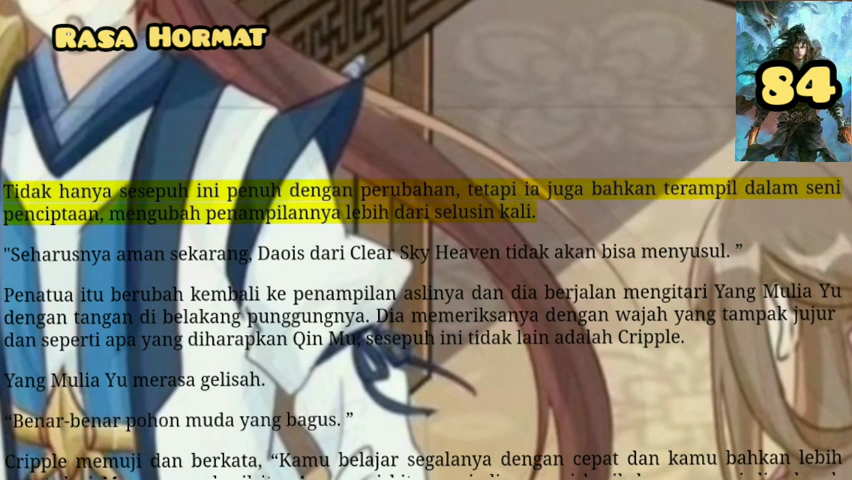 Rasa Hormat
84
Tidak hanya sesepuh ini penuh dengan perubahan, tetapi ia juga bahkan terampil dalam seni
penciptaan, mengubah penampilannya lebih dari selusin kali.
"Seharusnya aman sekarang, Daois dari Clear Sky Heaven tidak akan bisa menyusul. ”
Penatua itu berubah kembali ke penampilan aslinya dan dia berjalan mengitari Yang Mulia Yu
dengan tangan di belakang punggungnya. Dia memeriksanya dengan wajah yang tampak jujur
dan seperti apa yang diharapkan Qin Mu, sesepuh ini tidak lain adalah Cripple.
Yang Mulia Yu merasa gelisah.
“Benar-benar pohon muda yang bagus. ”
Cripple memuji dan berkata, “Kamu belajar segalanya dengan cepat dan kamu bahkan lebih